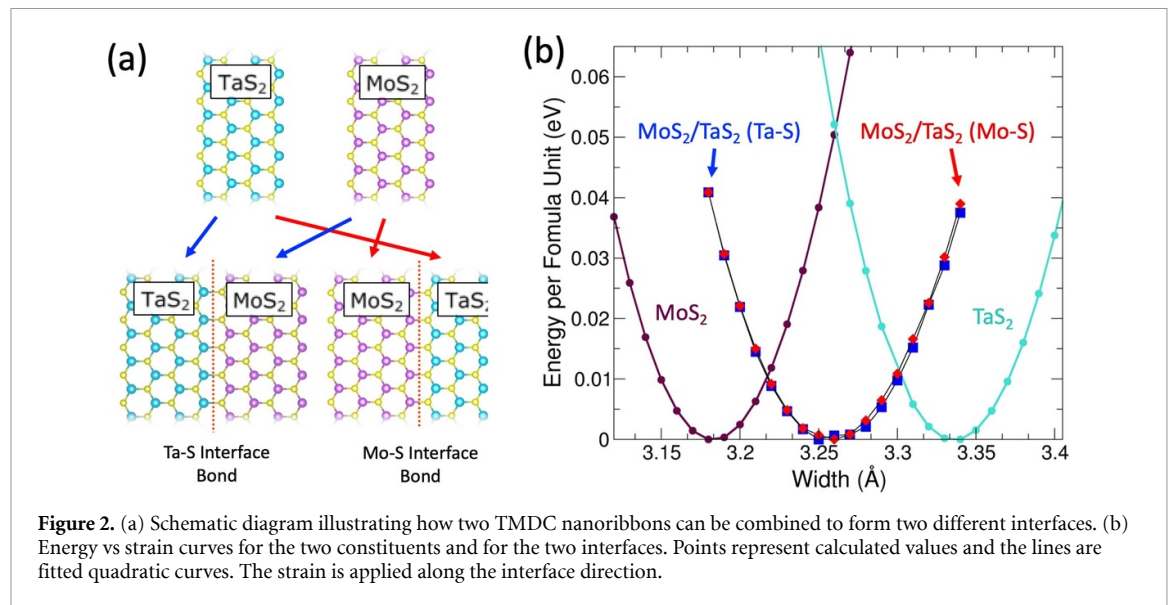 (a)
TaS₂
MoS₂
TaS₂
MoS₂
MoS₂
TaS
Ta-S Interface
Bond
Mo-S Interface
Bond
(b)
Energy per Fomula Unit (eV)
0.06
0.05
0.04
0.03
0.02
0.01
0
MoS₂/TaS₂ (Ta-S)
MoS₂/TaS₂ (Mo-S)
MoS₂
TaS₂
3.15
3.2
3.25
3.3
3.35
3.4
Width (Å)
Figure 2. (a) Schematic diagram illustrating how two TMDC nanoribbons can be combined to form two different interfaces. (b)
Energy vs strain curves for the two constituents and for the two interfaces. Points represent calculated values and the lines are
fitted quadratic curves. The strain is applied along the interface direction.